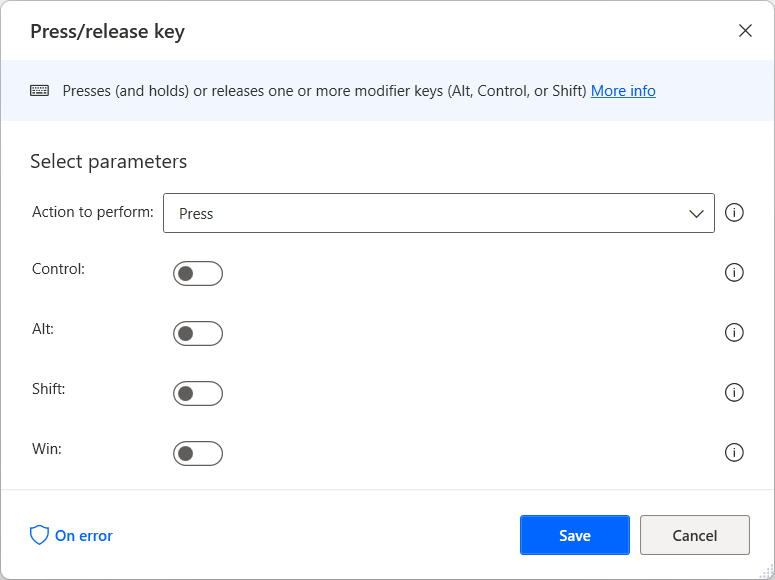 Press/release key
Presses (and holds) or releases one or more modifier keys (Alt, Control, or Shift) More info
Select parameters
Action to perform: Press
Control:
Alt:
Shift:
Win:
On error Save Cancel